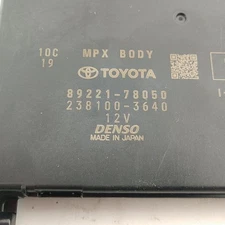 10C MPX BODY
19
TOYOTA
89221-78050
238100-3640
12V
DENSO
MADE IN JAPAN